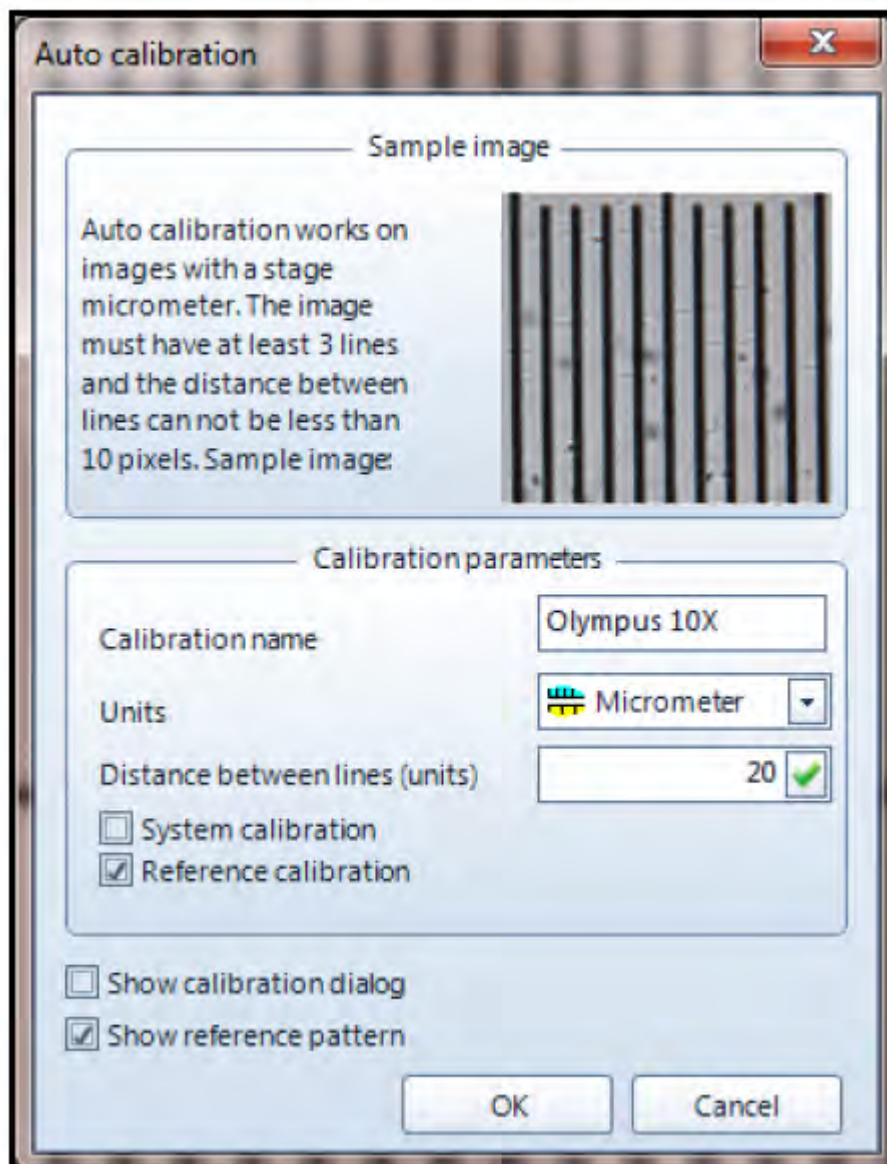 Auto calibration
Sample image
Auto calibration works on
images with a stage
micrometer. The image
must have at least 3 lines
and the distance between
lines can not be less than
10 pixels. Sample image:
Calibration parameters
Calibration name
Olympus 10X
Units
Micrometer
Distance between lines (units)
20
System calibration
Reference calibration
Show calibration dialog
Show reference pattern
OK
Cancel